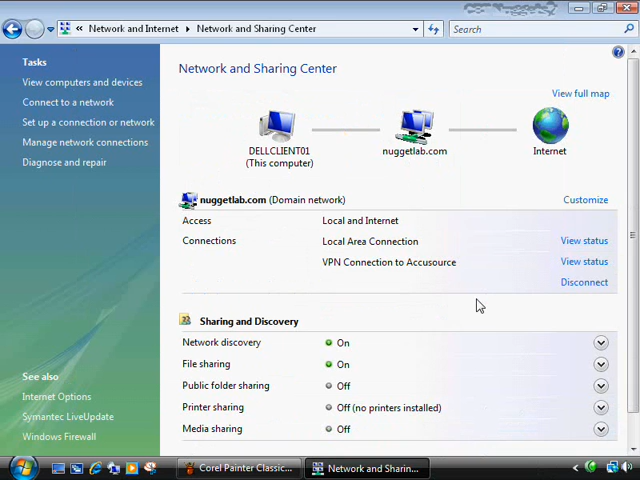 Network and Internet
Network and Sharing Center
Search
Tasks
View computers and devices
Connect to a network
Set up a connection or network
Manage network connections
Diagnose and repair
See also
Internet Options
Symantec LiveUpdate
Windows Firewall
Network and Sharing Center
View full map
DELLCLIENT01
(This computer)
nuggetlab.com
Internet
nuggetlab.com (Domain network)
Customize
Access
Local and Internet
Connections
Local Area Connection
View status
VPN Connection to Accusource
View status
Disconnect
Sharing and Discovery
Network discovery
On
File sharing
On
Public folder sharing
Off
Printer sharing
Off (no printers installed)
Media sharing
Off
Corel Painter Classic...
Network and Sharin...